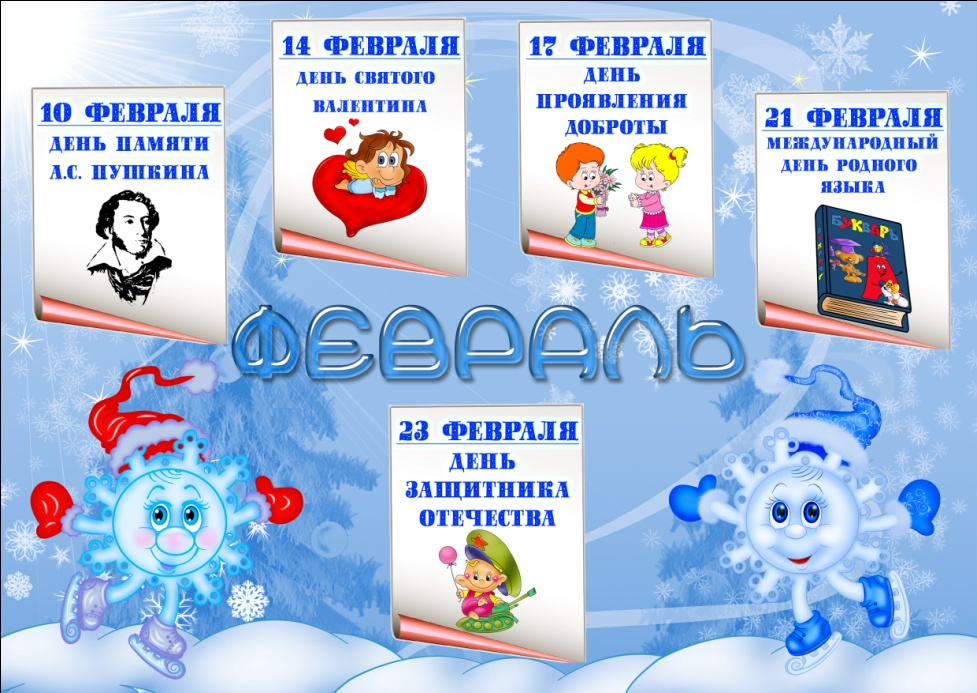 10 ФЕВРАЛЯ
ДЕНЬ ПАМЯТИ
А.С. ПУШКИНА
14 ФЕВРАЛЯ
ДЕНЬ СВЯТОГО
ВАЛЕНТИНА
17 ФЕВРАЛЯ
ДЕНЬ
ПРОЯВЛЕНИЯ
ДОБРОТЫ
21 ФЕВРАЛЯ
МЕЖДУНАРОДНЫЙ
ДЕНЬ РОДНОГО
ЯЗЫКА
БУКВАРЬ
ФЕВРАЛЬ
23 ФЕВРАЛЯ
ДЕНЬ
ЗАЩИТНИКА
ОТЕЧЕСТВА